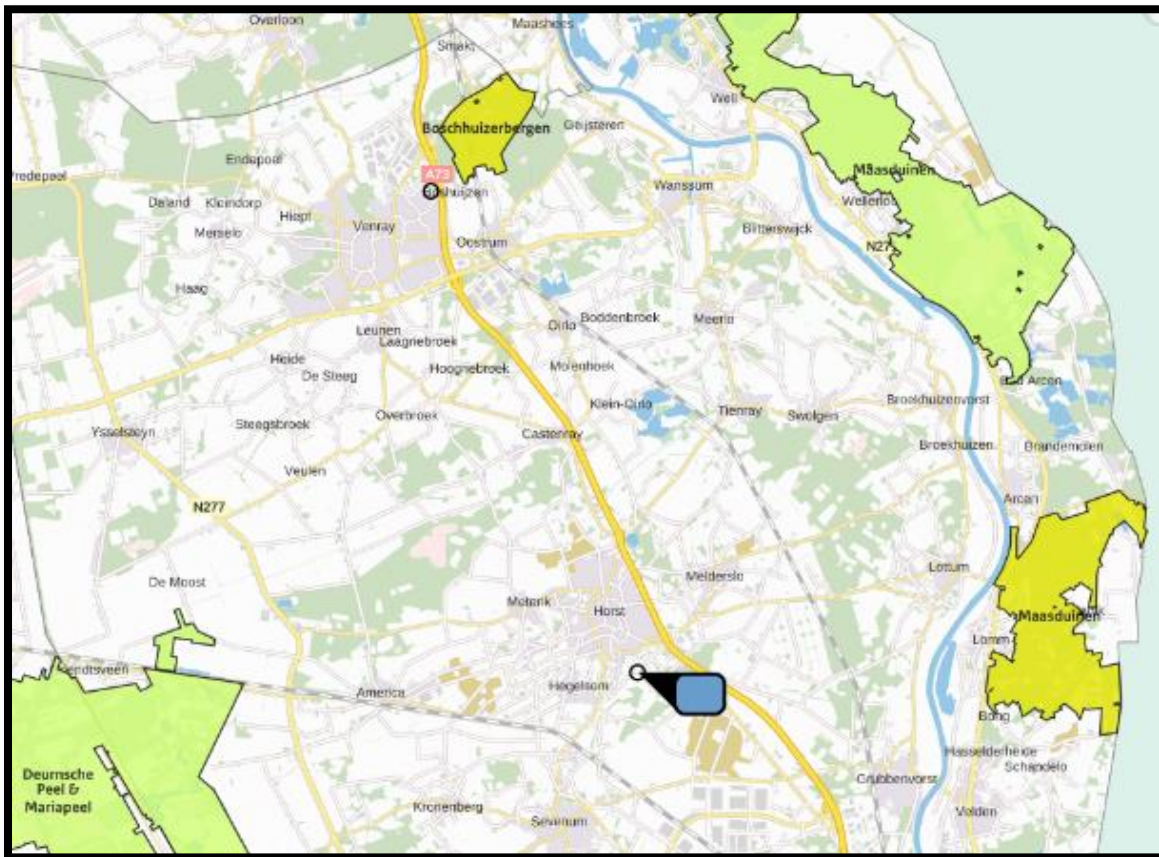 Overloon
Maashees
Smakt
Well
Boschhuizerbergen
Geijsteren
Endepoel
Maasduinen
A73
Wanssum
Daland
Kleindorp
Hiept
Venray
Merselo
Blitterswijck
Oostrum
Haag
Leunen
Laagriebroek
Oirlo
Boddenbroek
Meerlo
Heide
De Steeg
Hoogriebroek
Molenhoek
Klein-Oirlo
Broekhuizenvorst
Ysselsteyn
Steegsbroek
Overbroek
Tienray
Swolgen
Castenray
Broekhuizen
Brandemolen
Veulen
N277
Arcen
De Moost
Melderslo
Lottum
Meterik
Horst
Maasduinen
Lomm
America
Hegelsom
Hasselderheide
Schandelo
Deurnsche
Peel &
Mariapeel
Grubbenvorst
Kronenberg
Sevenum
Velden